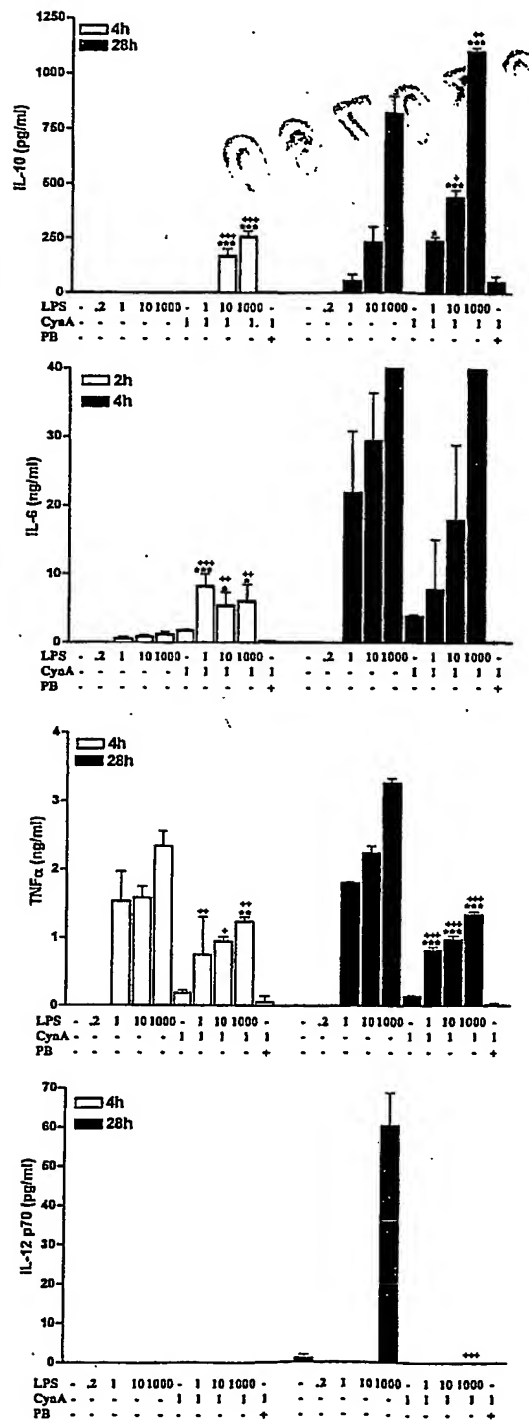 4h
28h
1250
1000
750
500
250
0
IL-10 (pg/ml)
+++
***
+++
***
*
+
***
++
***
LPS - .2 1 10 1000 - 1 10 1000 - - .2 1 10 1000 - 1 10 1000 -
CynA - - - - - 1 1 1 1 1 - - - - - 1 1 1 1 1
PB - - - - - - - - - + - - - - - - - - - +
2h
4h
40
30
20
10
0
IL-6 (ng/ml)
+++
***
++
*
++
*
LPS - .2 1 10 1000 - 1 10 1000 - - .2 1 10 1000 - 1 10 1000 -
CynA - - - - - 1 1 1 1 1 - - - - - 1 1 1 1 1
PB - - - - - - - - - + - - - - - - - - - +
4h
28h
4
3
2
1
0
TNFα (ng/ml)
++
+
++
**
+++
***
+++
***
+++
***
LPS - .2 1 10 1000 - 1 10 1000 - - .2 1 10 1000 - 1 10 1000 -
CynA - - - - - 1 1 1 1 1 - - - - - 1 1 1 1 1
PB - - - - - - - - - + - - - - - - - - - +
4h
28h
70
60
50
40
30
20
10
0
IL-12 p70 (pg/ml)
+++
LPS - .2 1 10 1000 - 1 10 1000 - - .2 1 10 1000 - 1 10 1000 -
CynA - - - - - 1 1 1 1 1 - - - - - 1 1 1 1 1
PB - - - - - - - - - + - - - - - - - - - +